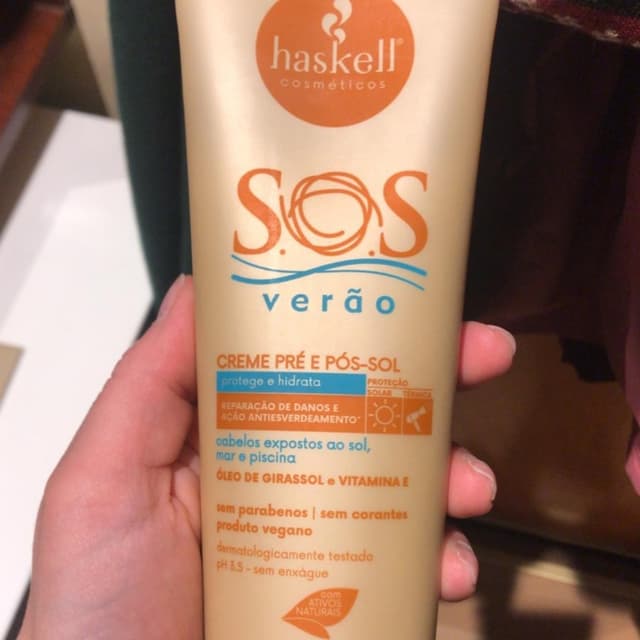 haskell®
cosméticos
S.O.S
verão
CREME PRÉ E PÓS-SOL
protege e hidrata
PROTEÇÃO
SOLAR TÉRMICA
REPARAÇÃO DE DANOS E
AÇÃO ANTIESVERDEAMENTO*
cabelos expostos ao sol,
mar e piscina
ÓLEO DE GIRASSOL e VITAMINA E
sem parabenos | sem corantes
produto vegano
dermatologicamente testado
pH 3.5 - sem enxágue
com
ATIVOS
NATURAIS